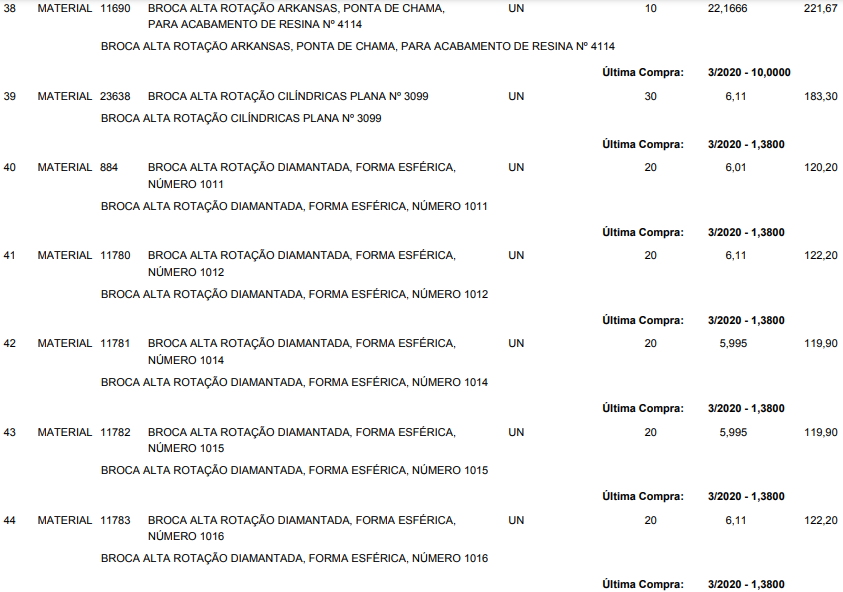 38 MATERIAL 11690 BROCA ALTA ROTAÇÃO ARKANSAS, PONTA DE CHAMA, UN 10 22,1666 221,67
PARA ACABAMENTO DE RESINA Nº 4114
BROCA ALTA ROTAÇÃO ARKANSAS, PONTA DE CHAMA, PARA ACABAMENTO DE RESINA Nº 4114
Última Compra: 3/2020 - 10,0000
39 MATERIAL 23638 BROCA ALTA ROTAÇÃO CILÍNDRICAS PLANA Nº 3099 UN 30 6,11 183,30
BROCA ALTA ROTAÇÃO CILÍNDRICAS PLANA Nº 3099
Última Compra: 3/2020 - 1,3800
40 MATERIAL 884 BROCA ALTA ROTAÇÃO DIAMANTADA, FORMA ESFÉRICA, UN 20 6,01 120,20
NÚMERO 1011
BROCA ALTA ROTAÇÃO DIAMANTADA, FORMA ESFÉRICA, NÚMERO 1011
Última Compra: 3/2020 - 1,3800
41 MATERIAL 11780 BROCA ALTA ROTAÇÃO DIAMANTADA, FORMA ESFÉRICA, UN 20 6,11 122,20
NÚMERO 1012
BROCA ALTA ROTAÇÃO DIAMANTADA, FORMA ESFÉRICA, NÚMERO 1012
Última Compra: 3/2020 - 1,3800
42 MATERIAL 11781 BROCA ALTA ROTAÇÃO DIAMANTADA, FORMA ESFÉRICA, UN 20 5,995 119,90
NÚMERO 1014
BROCA ALTA ROTAÇÃO DIAMANTADA, FORMA ESFÉRICA, NÚMERO 1014
Última Compra: 3/2020 - 1,3800
43 MATERIAL 11782 BROCA ALTA ROTAÇÃO DIAMANTADA, FORMA ESFÉRICA, UN 20 5,995 119,90
NÚMERO 1015
BROCA ALTA ROTAÇÃO DIAMANTADA, FORMA ESFÉRICA, NÚMERO 1015
Última Compra: 3/2020 - 1,3800
44 MATERIAL 11783 BROCA ALTA ROTAÇÃO DIAMANTADA, FORMA ESFÉRICA, UN 20 6,11 122,20
NÚMERO 1016
BROCA ALTA ROTAÇÃO DIAMANTADA, FORMA ESFÉRICA, NÚMERO 1016
Última Compra: 3/2020 - 1,3800